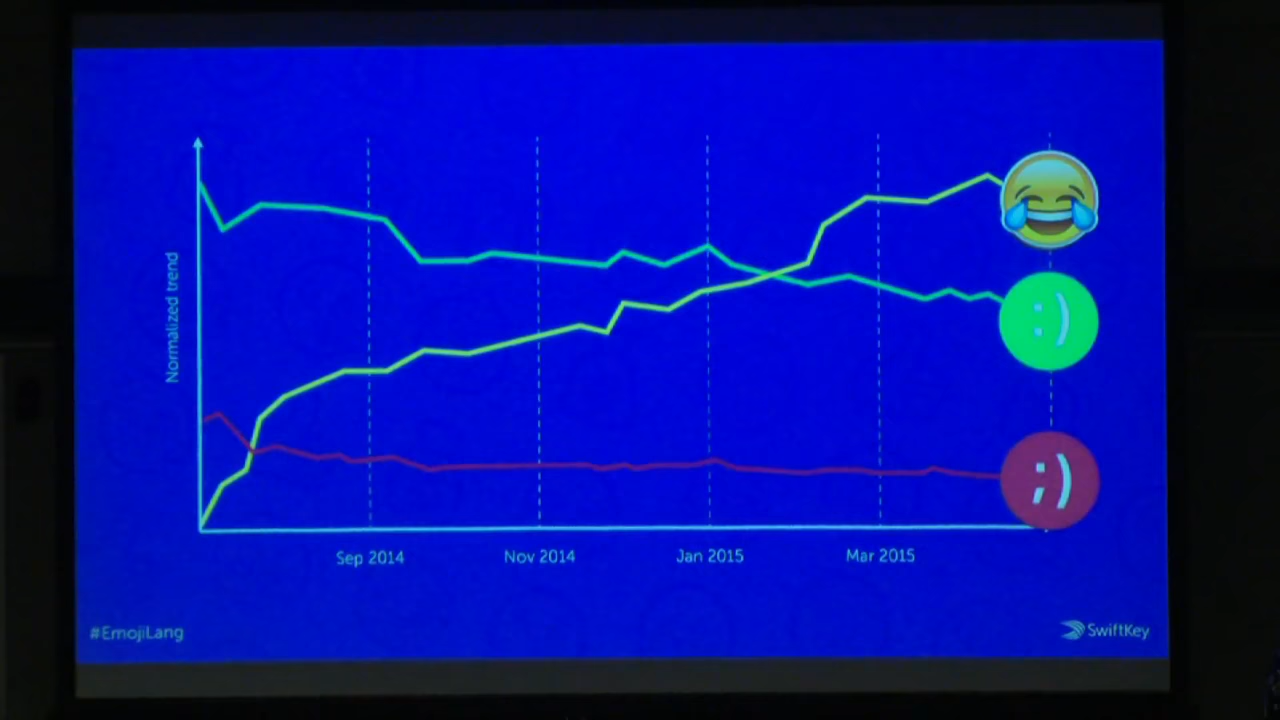 Normalized trend
:)
;)
Sep 2014
Nov 2014
Jan 2015
Mar 2015
#EmojiLang
SwiftKey